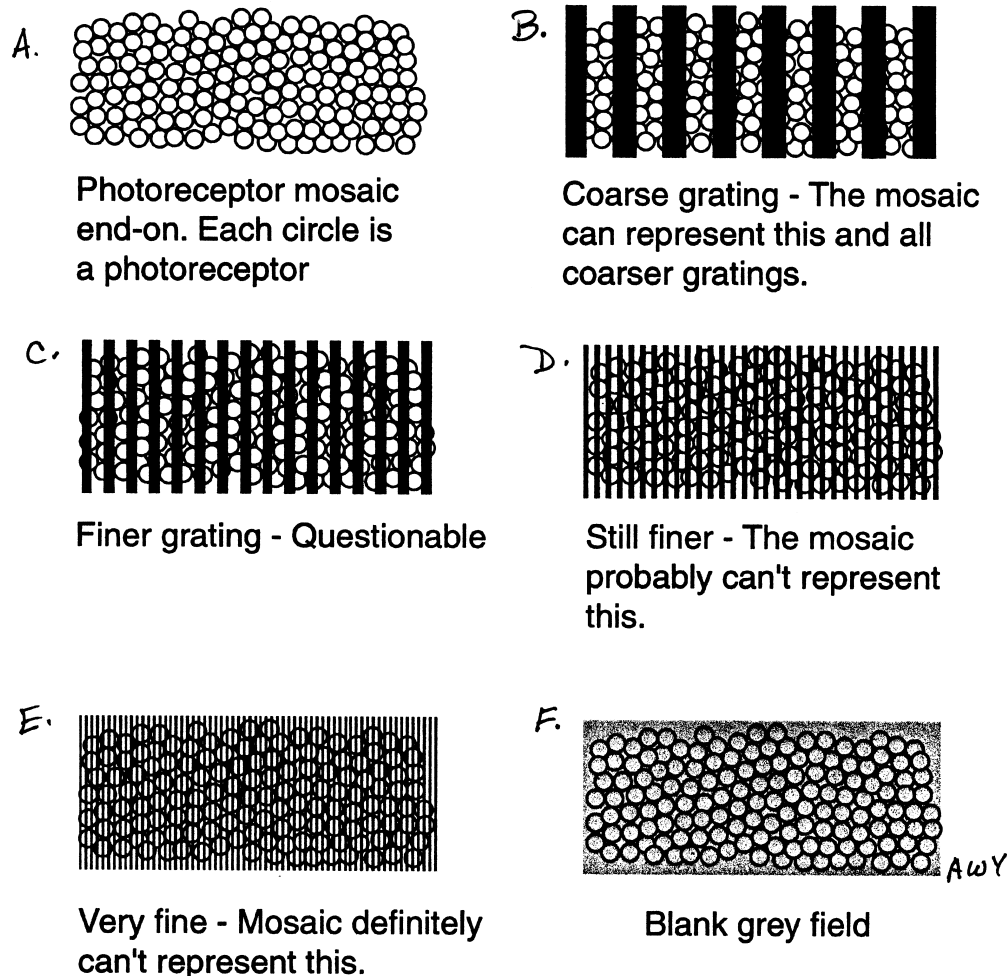 A.
Photoreceptor mosaic
end-on. Each circle is
a photoreceptor
B.
Coarse grating - The mosaic
can represent this and all
coarser gratings.
C.
Finer grating - Questionable
D.
Still finer - The mosaic
probably can't represent
this.
E.
Very fine - Mosaic definitely
can't represent this.
F.
AWY
Blank grey field